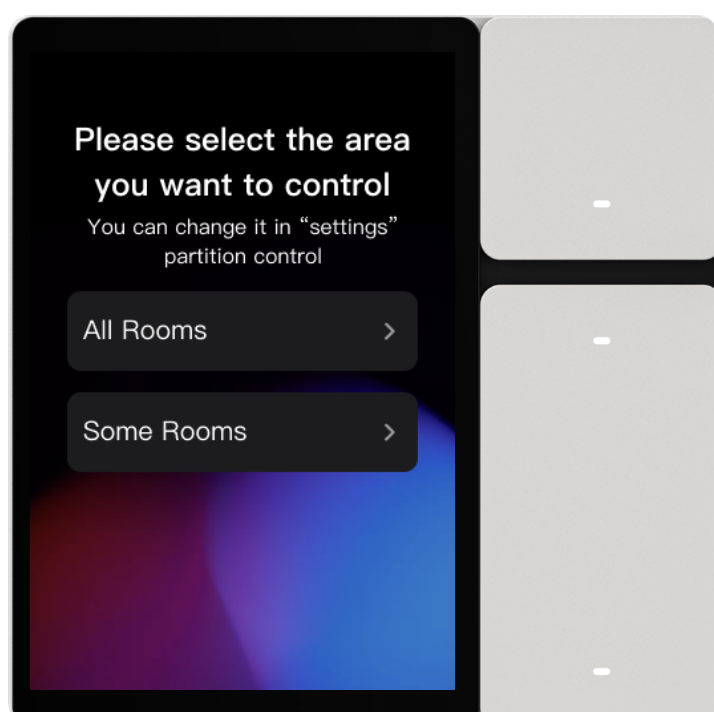 Please select the area
you want to control
You can change it in “settings”
partition control
All Rooms
Some Rooms